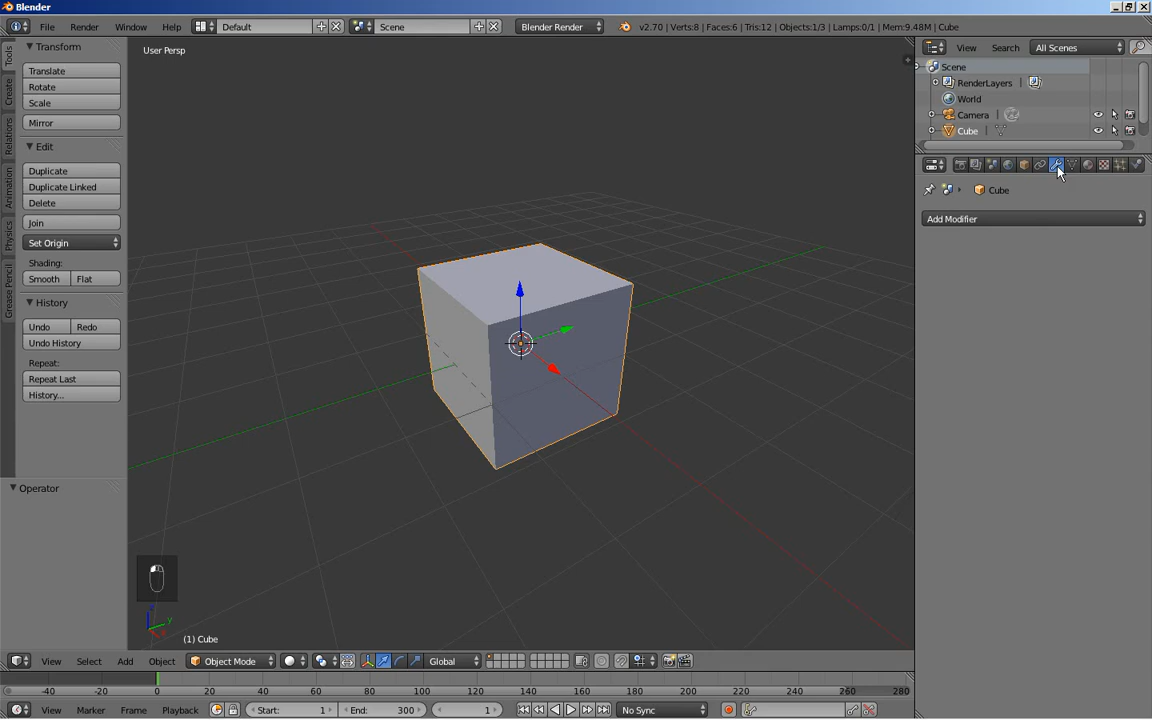 Blender
File Render Window Help Default Scene Blender Render v2.70 | Verts:8 | Faces:6 | Tris:12 | Objects:1/3 | Lamps:0/1 | Mem:9.48M | Cube
Tools
Create
Relations
Animation
Physics
Grease Pencil
Transform
Translate
Rotate
Scale
Mirror
Edit
Duplicate
Duplicate Linked
Delete
Join
Set Origin
Shading:
Smooth Flat
History
Undo Redo
Undo History
Repeat:
Repeat Last
History...
Operator
User Persp
(1) Cube
View Search All Scenes
Scene
RenderLayers |
World
Camera |
Cube |
Cube
Add Modifier
View Select Add Object Object Mode Global
-40 -20 0 20 40 60 80 100 120 140 160 180 200 220 240 260 280
View Marker Frame Playback Start: 1 End: 300 1 No Sync